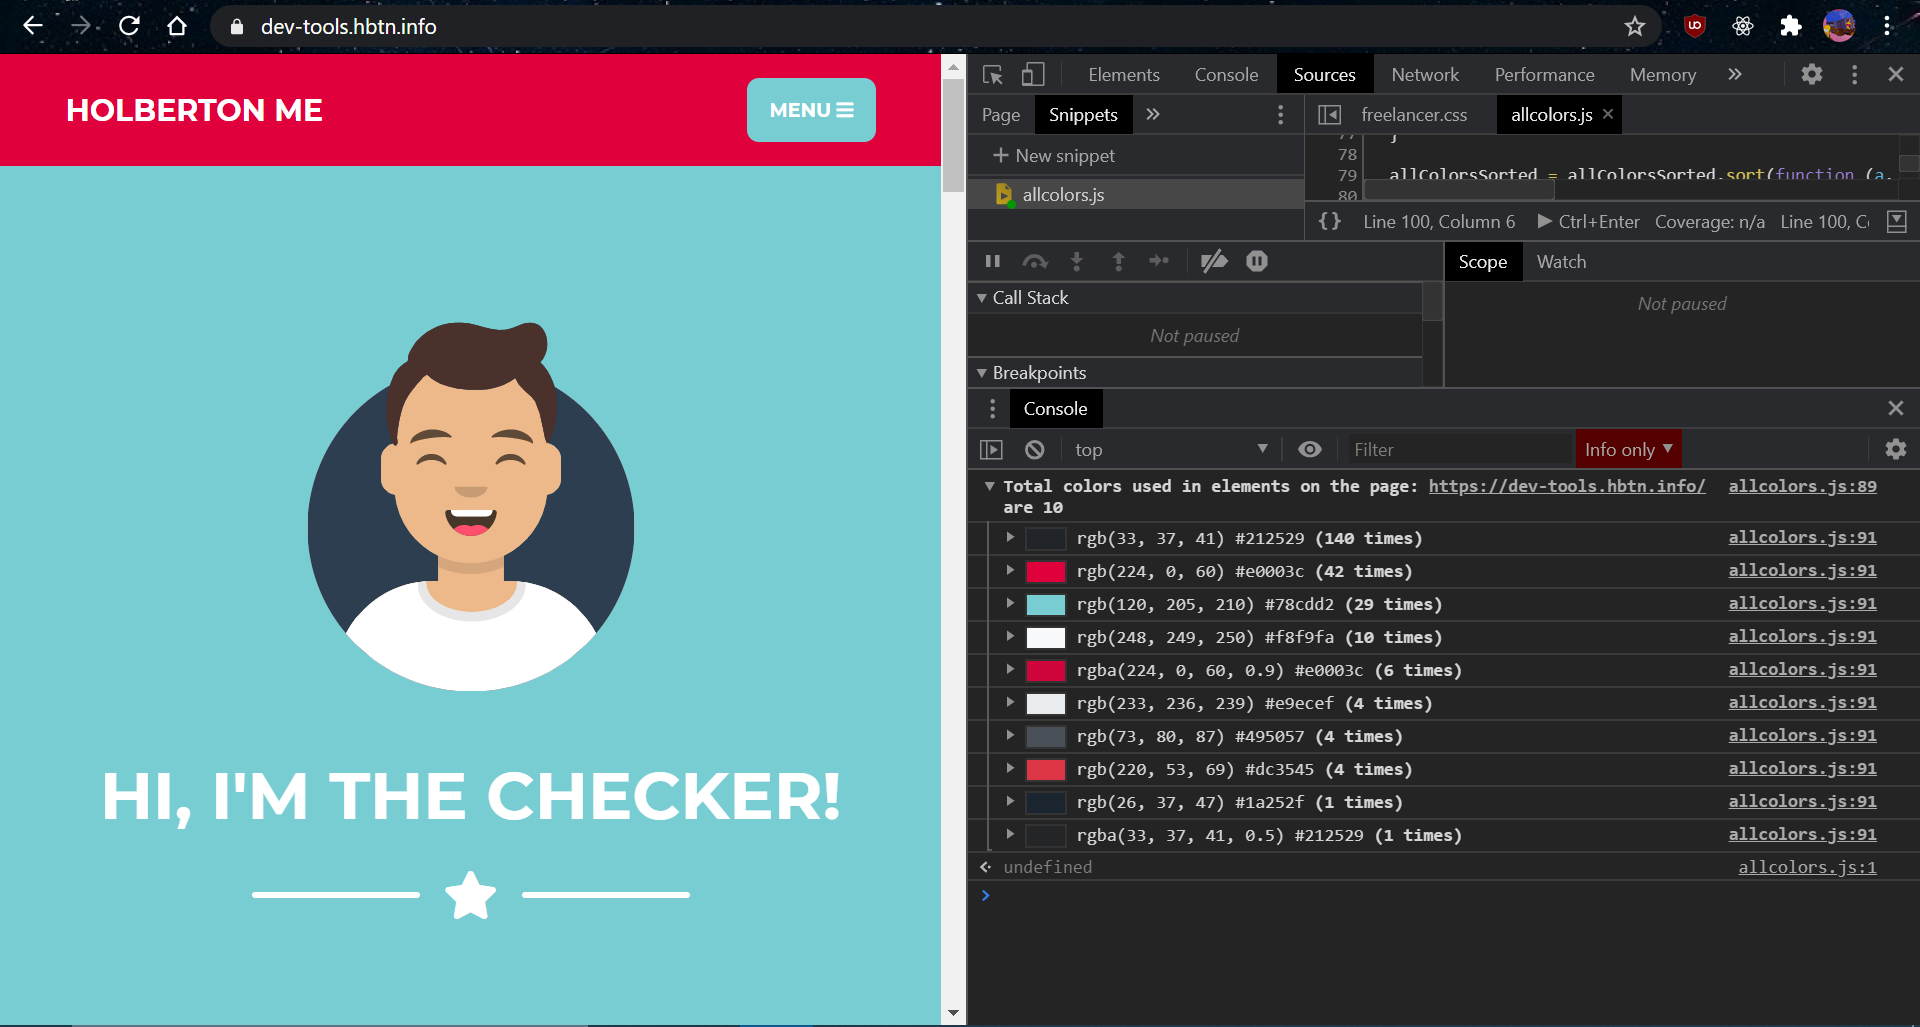 dev-tools.hbtn.info
HOLBERTON ME
MENU
HI, I'M THE CHECKER!
Elements Console Sources Network Performance Memory »
Page Snippets »
freelancer.css allcolors.js ×
+ New snippet
allcolors.js
78
79 allColorsSorted = allColorsSorted.sort(function (a,
80
{} Line 100, Column 6 Ctrl+Enter Coverage: n/a Line 100, Co
Scope Watch
Call Stack
Not paused
Not paused
Breakpoints
Console
top Filter Info only
Total colors used in elements on the page: https://dev-tools.hbtn.info/ allcolors.js:89
are 10
rgb(33, 37, 41) #212529 (140 times) allcolors.js:91
rgb(224, 0, 60) #e0003c (42 times) allcolors.js:91
rgb(120, 205, 210) #78cdd2 (29 times) allcolors.js:91
rgb(248, 249, 250) #f8f9fa (10 times) allcolors.js:91
rgba(224, 0, 60, 0.9) #e0003c (6 times) allcolors.js:91
rgb(233, 236, 239) #e9ecef (4 times) allcolors.js:91
rgb(73, 80, 87) #495057 (4 times) allcolors.js:91
rgb(220, 53, 69) #dc3545 (4 times) allcolors.js:91
rgb(26, 37, 47) #1a252f (1 times) allcolors.js:91
rgba(33, 37, 41, 0.5) #212529 (1 times) allcolors.js:91
undefined allcolors.js:1